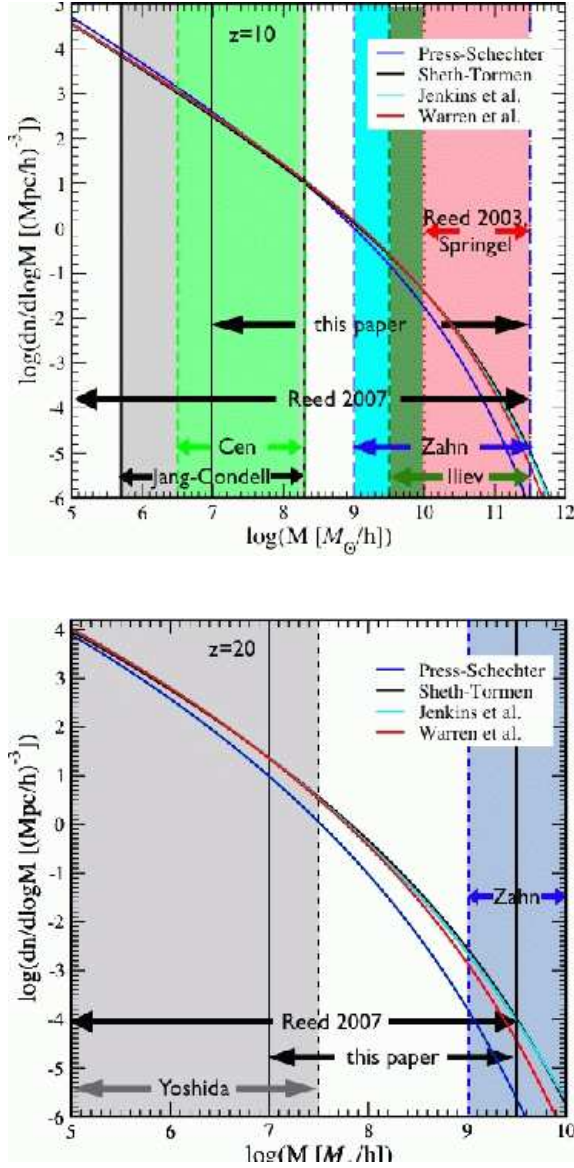 5
4
3
2
1
0
-1
-2
-3
-4
-5
-6
log(dn/dlogM [(Mpc/h)⁻³])
z=10
Press-Schechter
Sheth-Tormen
Jenkins et al.
Warren et al.
Reed 2003,
Springel
this paper
Reed 2007
Cen
Zahn
Jang-Condell
Iliev
5 6 7 8 9 10 11 12
log(M [M⊙/h])
4
3
2
1
0
-1
-2
-3
-4
-5
-6
log(dn/dlogM [(Mpc/h)⁻³])
z=20
Press-Schechter
Sheth-Tormen
Jenkins et al.
Warren et al.
Zahn
Reed 2007
this paper
Yoshida
5 6 7 8 9 10
log(M [M⊙/h])